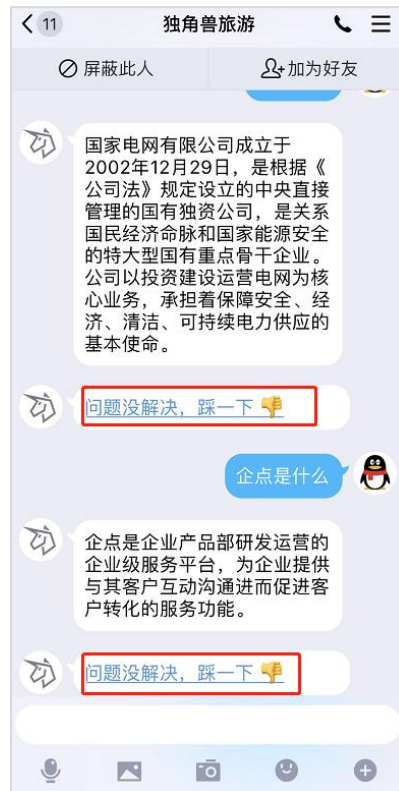 11
独角兽旅游
屏蔽此人
加为好友
国家电网有限公司成立于
2002年12月29日，是根据《
公司法》规定设立的中央直接
管理的国有独资公司，是关系
国民经济命脉和国家能源安全
的特大型国有重点骨干企业。
公司以投资建设运营电网为核
心业务，承担着保障安全、经
济、清洁、可持续电力供应的
基本使命。
问题没解决，踩一下 👎
企点是什么
企点是企业产品部研发运营的
企业级服务平台，为企业提供
与其客户互动沟通进而促进客
户转化的服务功能。
问题没解决，踩一下 👎